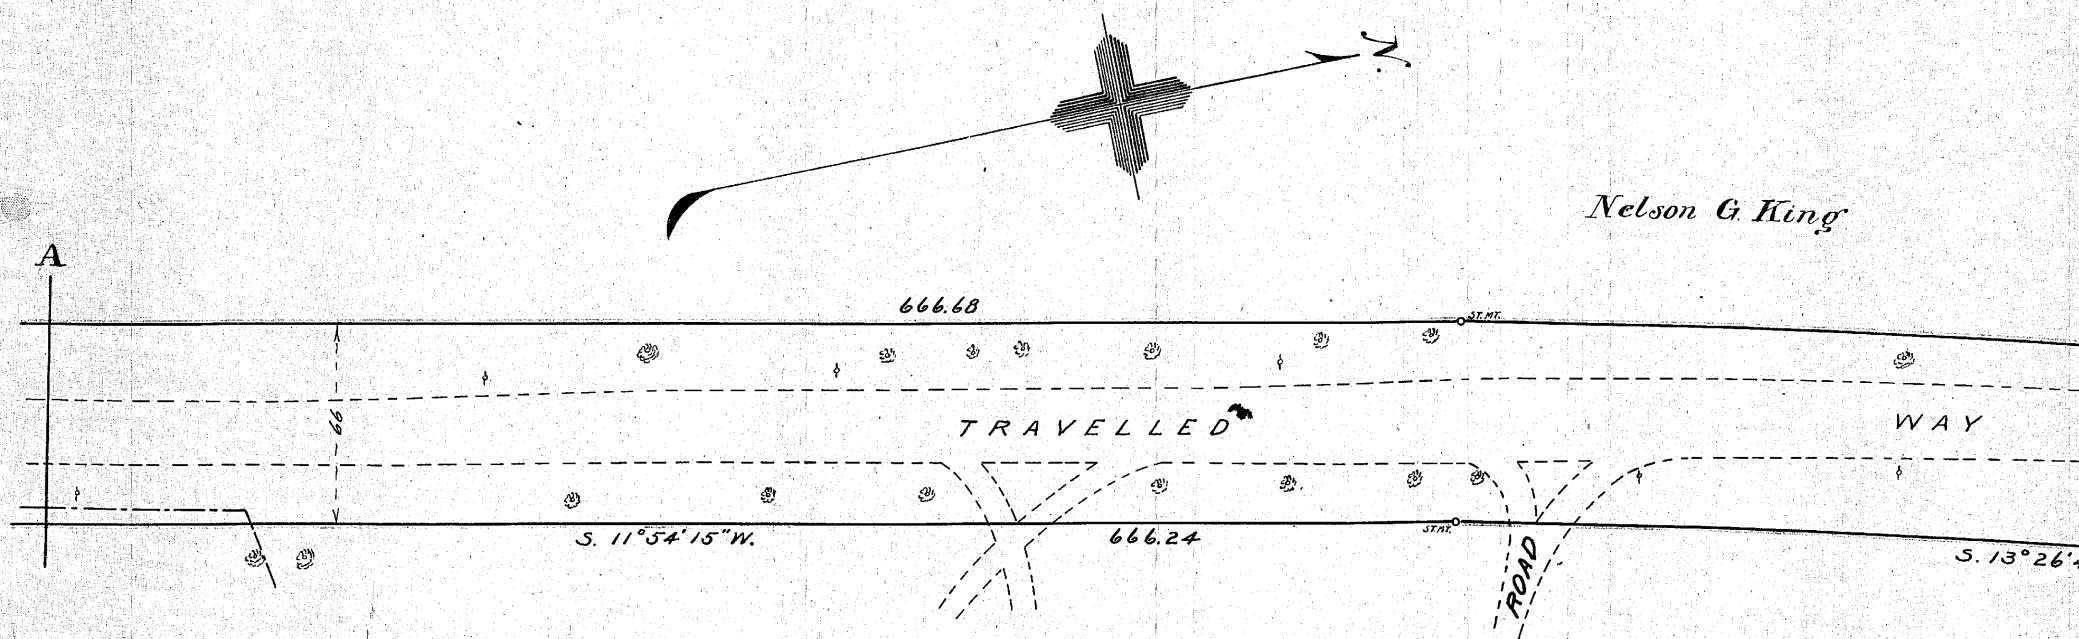 N.
Nelson G. King
A
666.68
ST. MT.
66
TRAVELLED
WAY
S. 11°54'15"W.
666.24
ST. MT.
ROAD
S. 13°26'